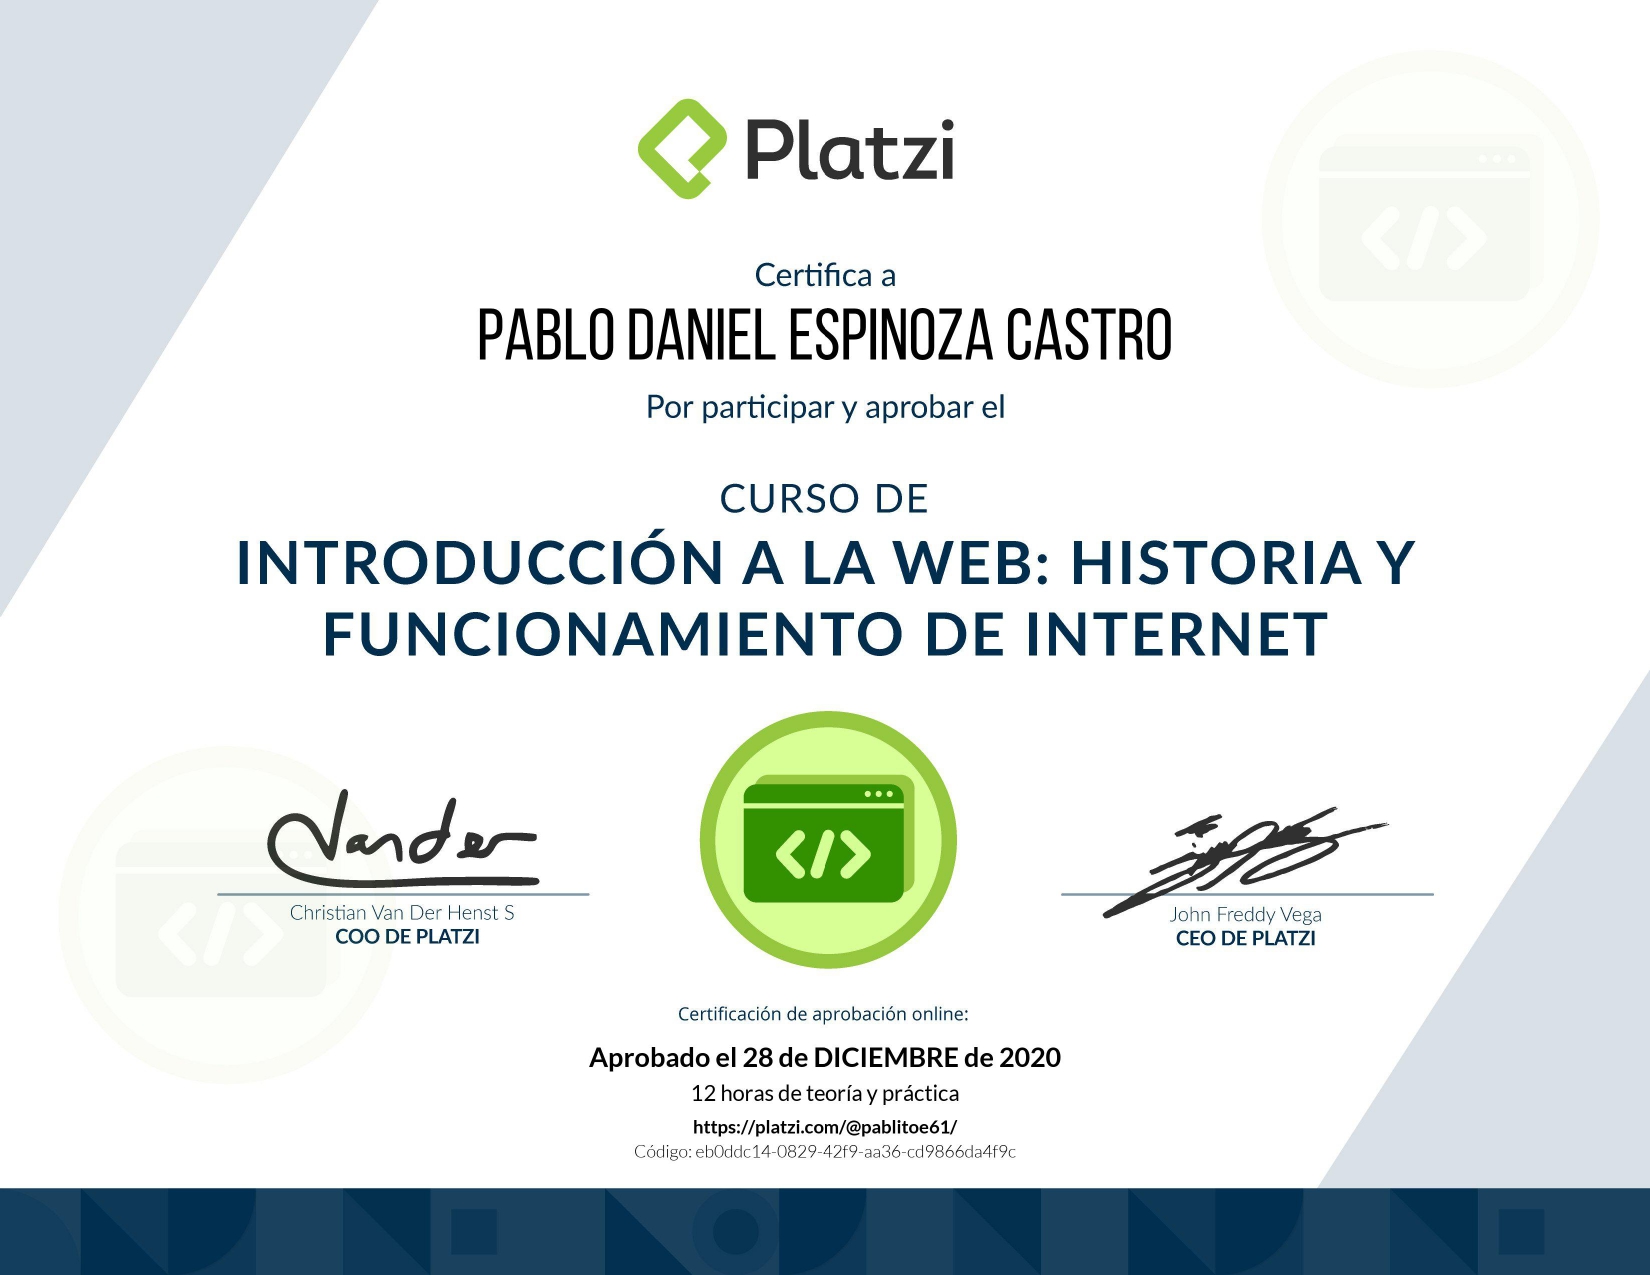 Platzi
Certifica a
PABLO DANIEL ESPINOZA CASTRO
Por participar y aprobar el
CURSO DE
INTRODUCCIÓN A LA WEB: HISTORIA Y
FUNCIONAMIENTO DE INTERNET
</>
Vander
Christian Van Der Henst S
COO DE PLATZI
John Freddy Vega
CEO DE PLATZI
Certificación de aprobación online:
Aprobado el 28 de DICIEMBRE de 2020
12 horas de teoría y práctica
https://platzi.com/@pablitoe61/
Código: eb0ddc14-0829-42f9-aa36-cd9866da4f9c